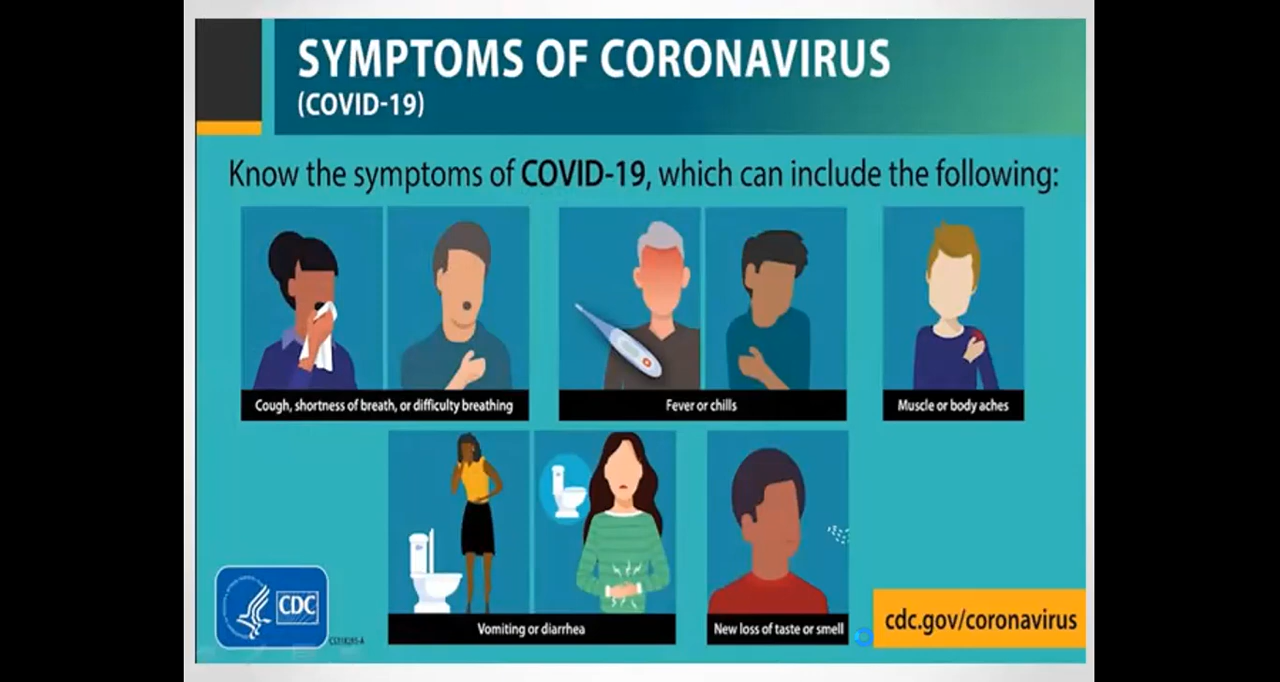 SYMPTOMS OF CORONAVIRUS
(COVID-19)
Know the symptoms of COVID-19, which can include the following:
Cough, shortness of breath, or difficulty breathing
Fever or chills
Muscle or body aches
Vomiting or diarrhea
New loss of taste or smell
CDC
cdc.gov/coronavirus